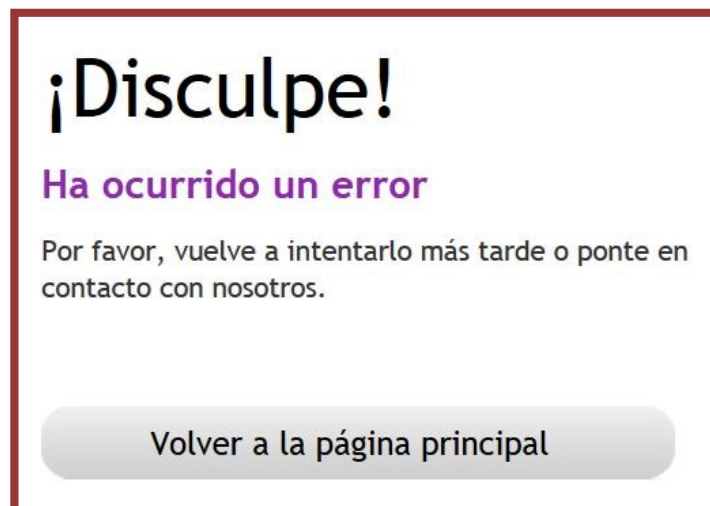 ¡Disculpe!
Ha ocurrido un error
Por favor, vuelve a intentarlo más tarde o ponte en
contacto con nosotros.
Volver a la página principal